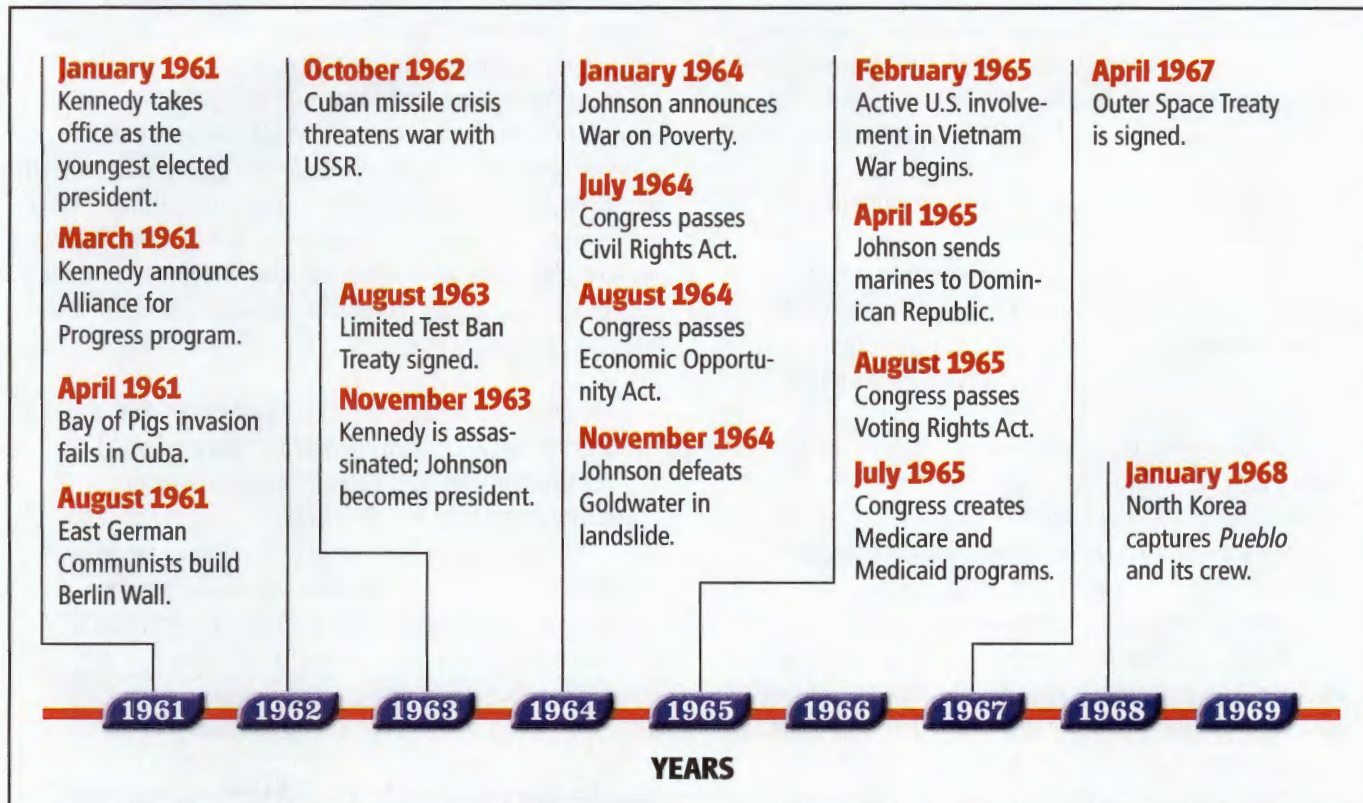 January 1961
Kennedy takes
office as the
youngest elected
president.
March 1961
Kennedy announces
Alliance for
Progress program.
April 1961
Bay of Pigs invasion
fails in Cuba.
August 1961
East German
Communists build
Berlin Wall.
October 1962
Cuban missile crisis
threatens war with
USSR.
August 1963
Limited Test Ban
Treaty signed.
November 1963
Kennedy is assas-
sinated; Johnson
becomes president.
January 1964
Johnson announces
War on Poverty.
July 1964
Congress passes
Civil Rights Act.
August 1964
Congress passes
Economic Opportu-
nity Act.
November 1964
Johnson defeats
Goldwater in
landslide.
February 1965
Active U.S. involve-
ment in Vietnam
War begins.
April 1965
Johnson sends
marines to Domin-
ican Republic.
August 1965
Congress passes
Voting Rights Act.
July 1965
Congress creates
Medicare and
Medicaid programs.
April 1967
Outer Space Treaty
is signed.
January 1968
North Korea
captures Pueblo
and its crew.
1961 1962 1963 1964 1965 1966 1967 1968 1969
YEARS